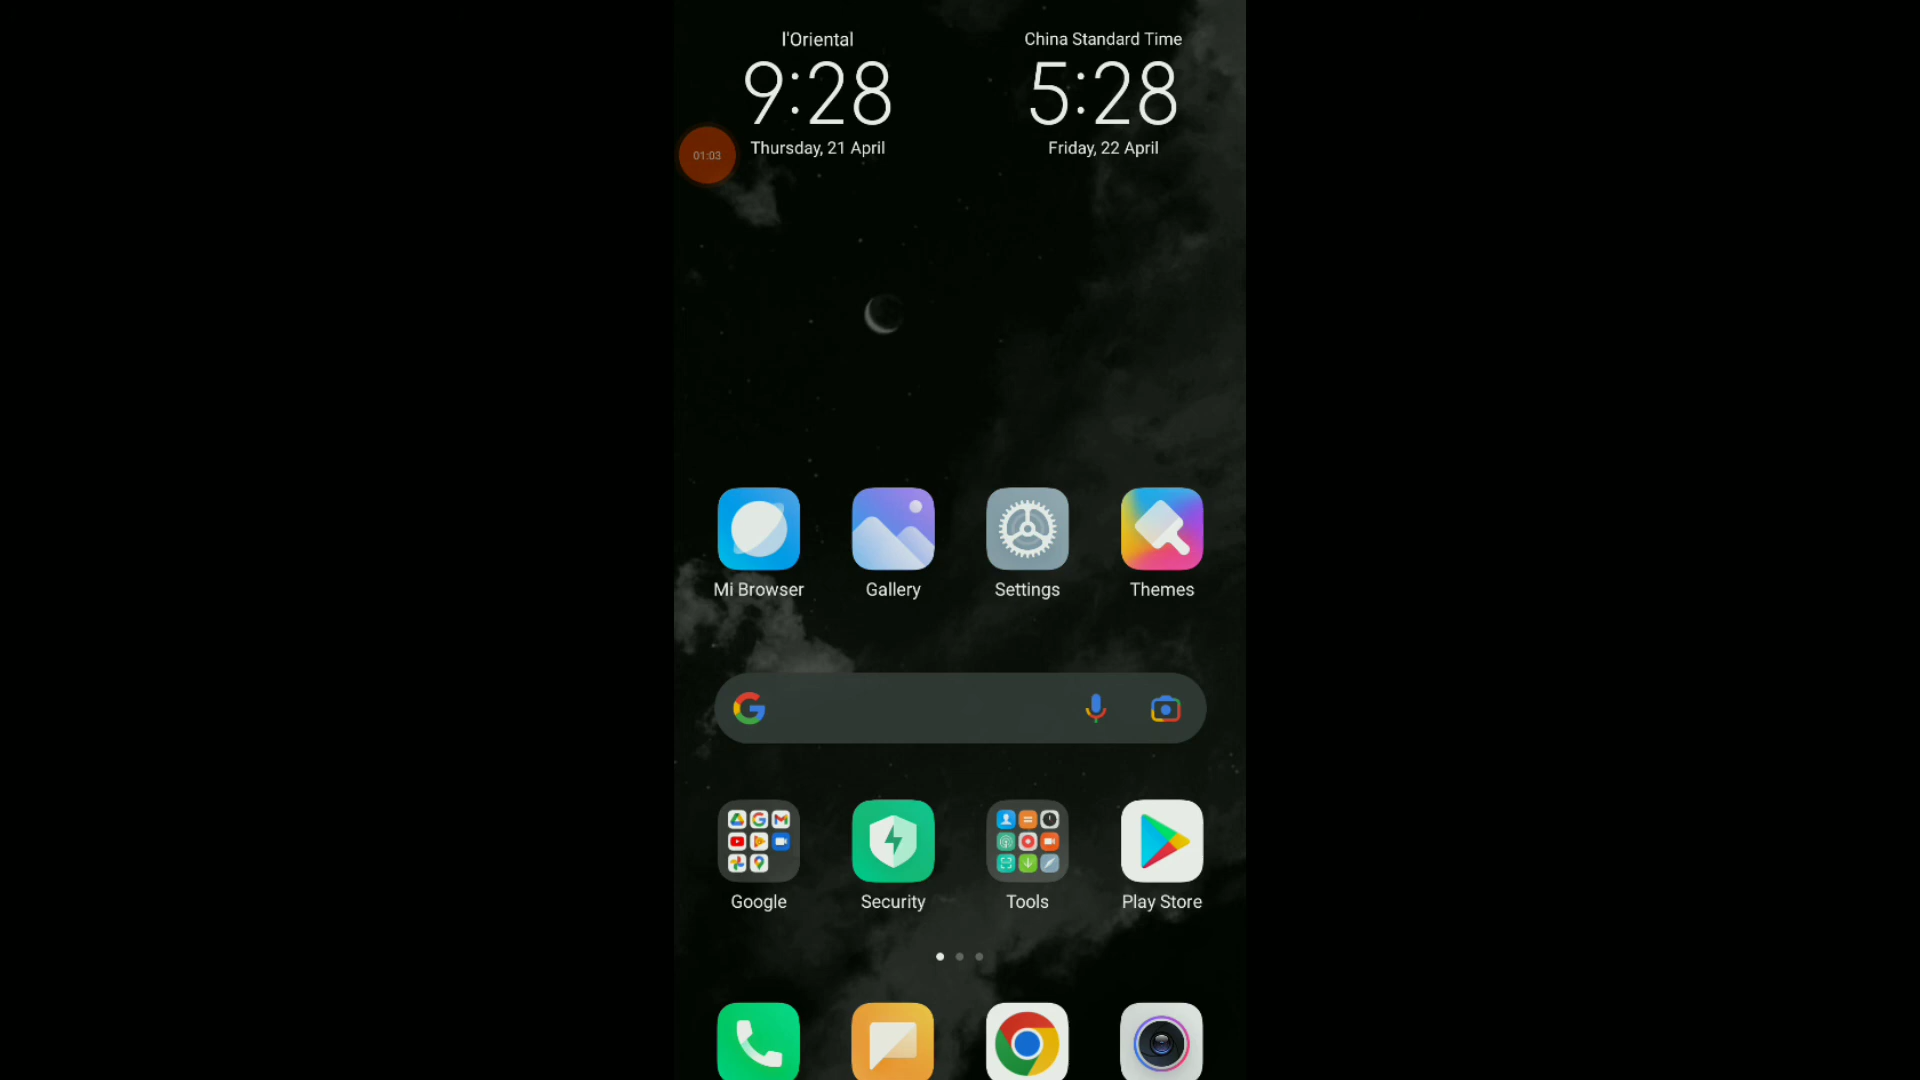 l'Oriental
9:28
Thursday, 21 April
China Standard Time
5:28
Friday, 22 April
01:03
Mi Browser
Gallery
Settings
Themes
Google
Security
Tools
Play Store